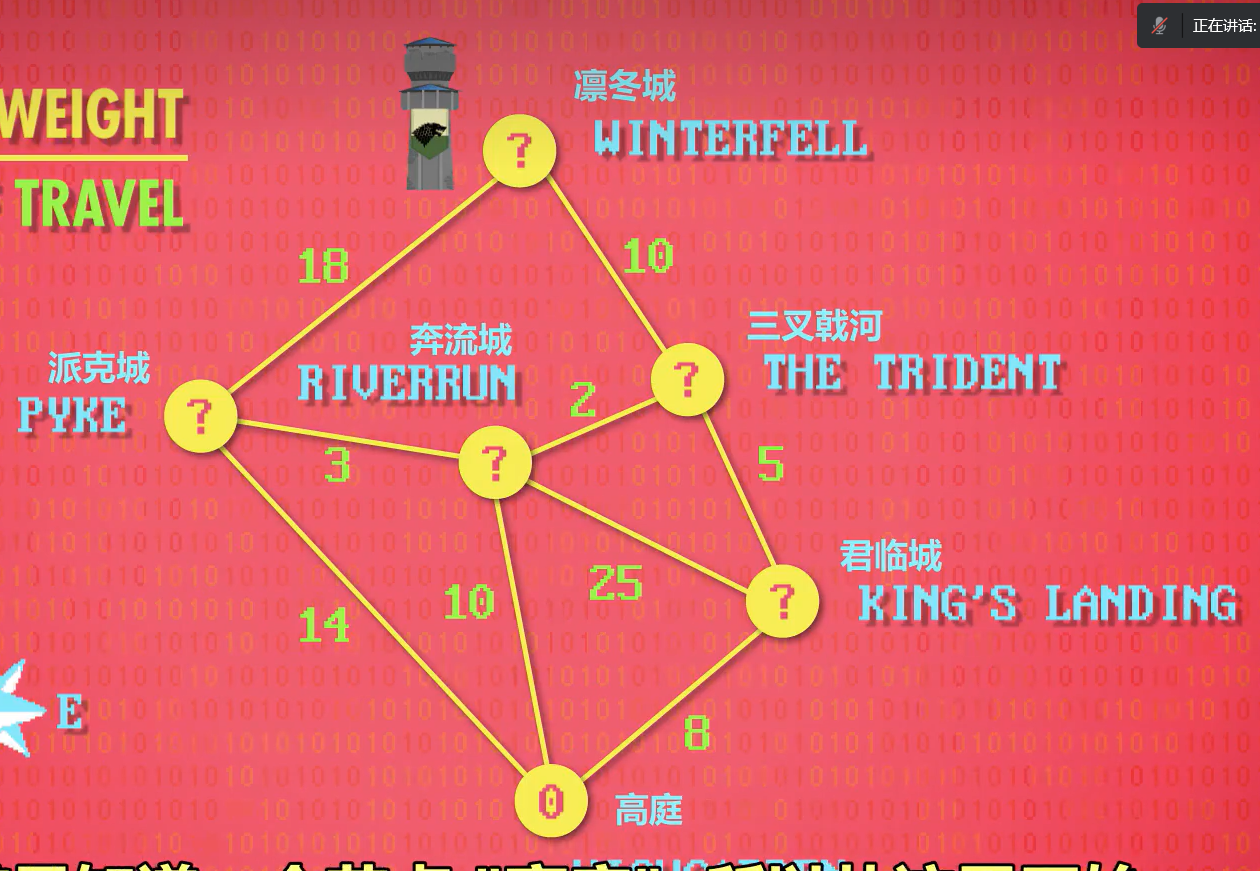 正在讲话:
凛冬城
WEIGHT
WINTERFELL
?
TRAVEL
18
10
三叉戟河
奔流城
THE TRIDENT
派克城
RIVERRUN
?
2
PYKE
?
?
3
5
君临城
10
25
?
KING'S LANDING
14
E
8
0
高庭